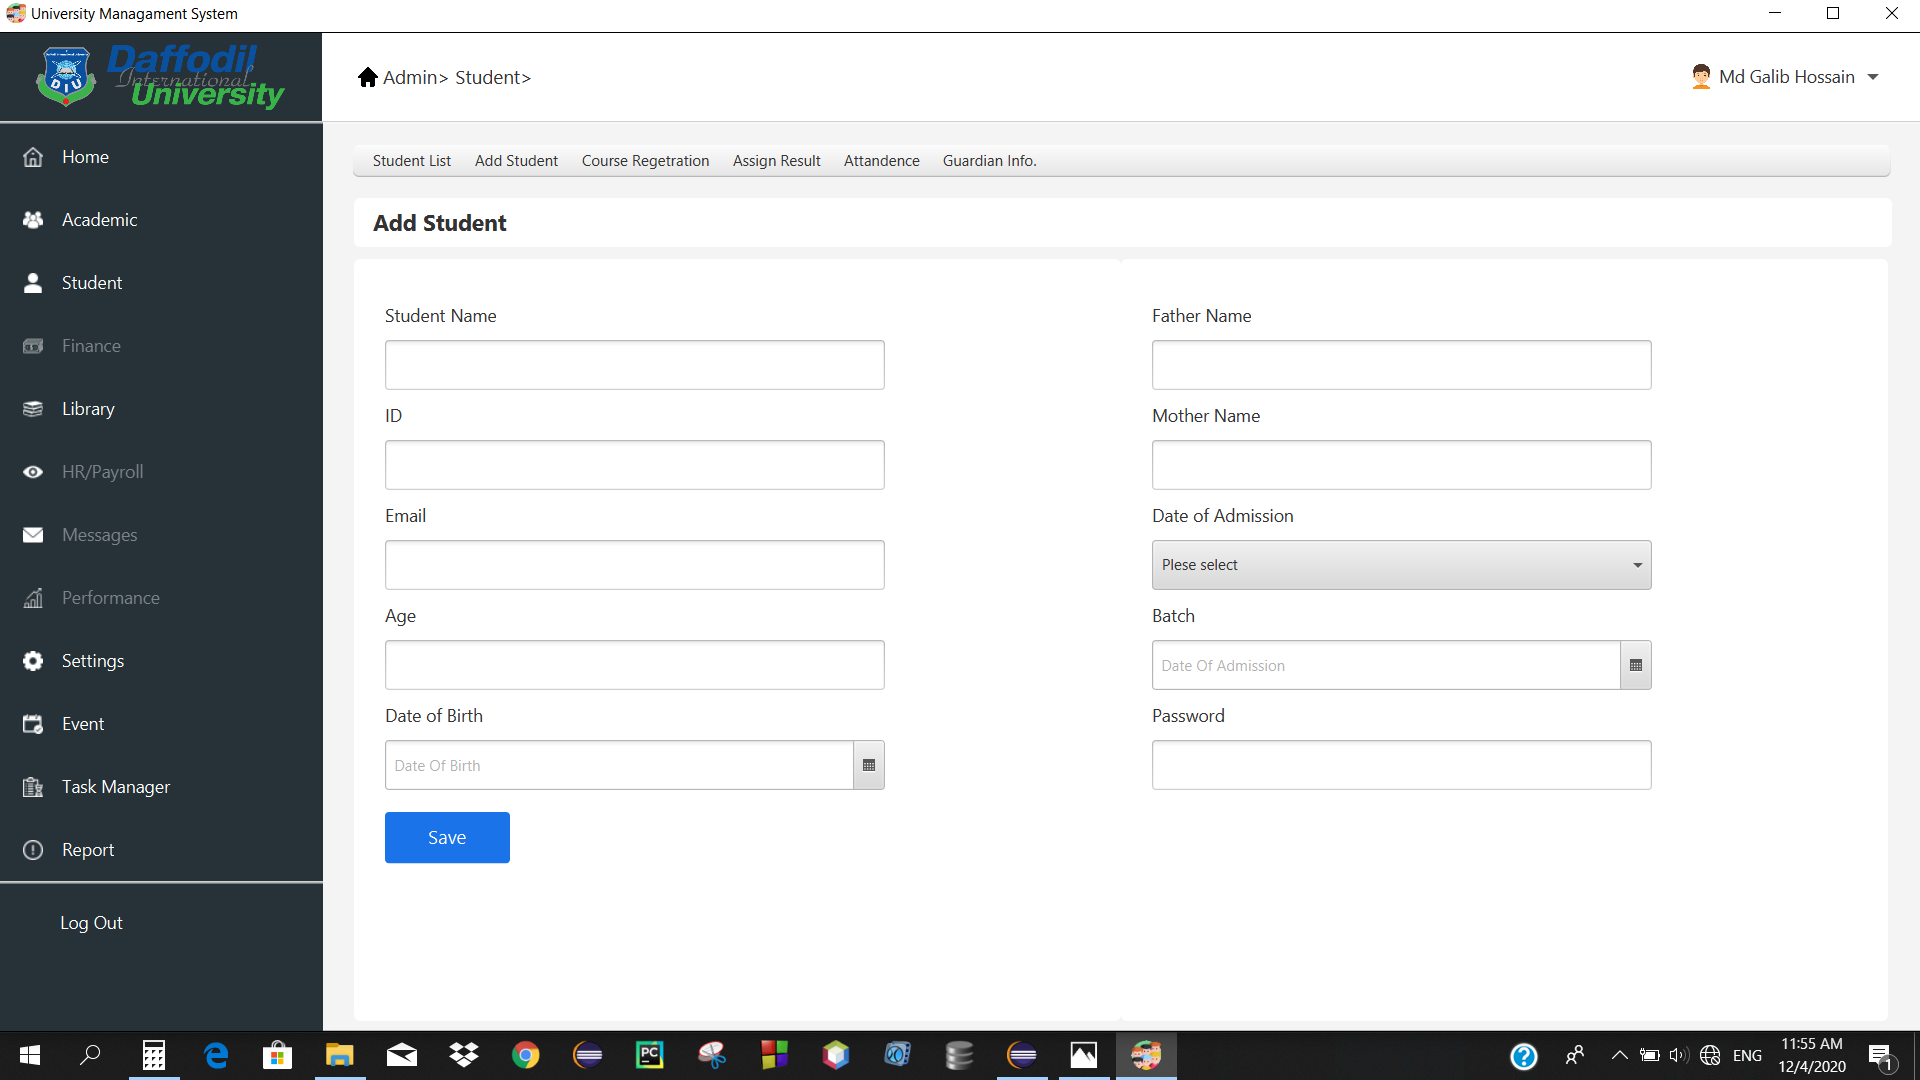 University Managament System
Daffodil
International
University
DIU
Admin> Student>
Md Galib Hossain
Home
Academic
Student
Finance
Library
HR/Payroll
Messages
Performance
Settings
Event
Task Manager
Report
Log Out
Student List Add Student Course Regetration Assign Result Attandence Guardian Info.
Add Student
Student Name
ID
Email
Age
Date of Birth
Date Of Birth
Save
Father Name
Mother Name
Date of Admission
Plese select
Batch
Date Of Admission
Password
PC
ENG
11:55 AM
12/4/2020
1